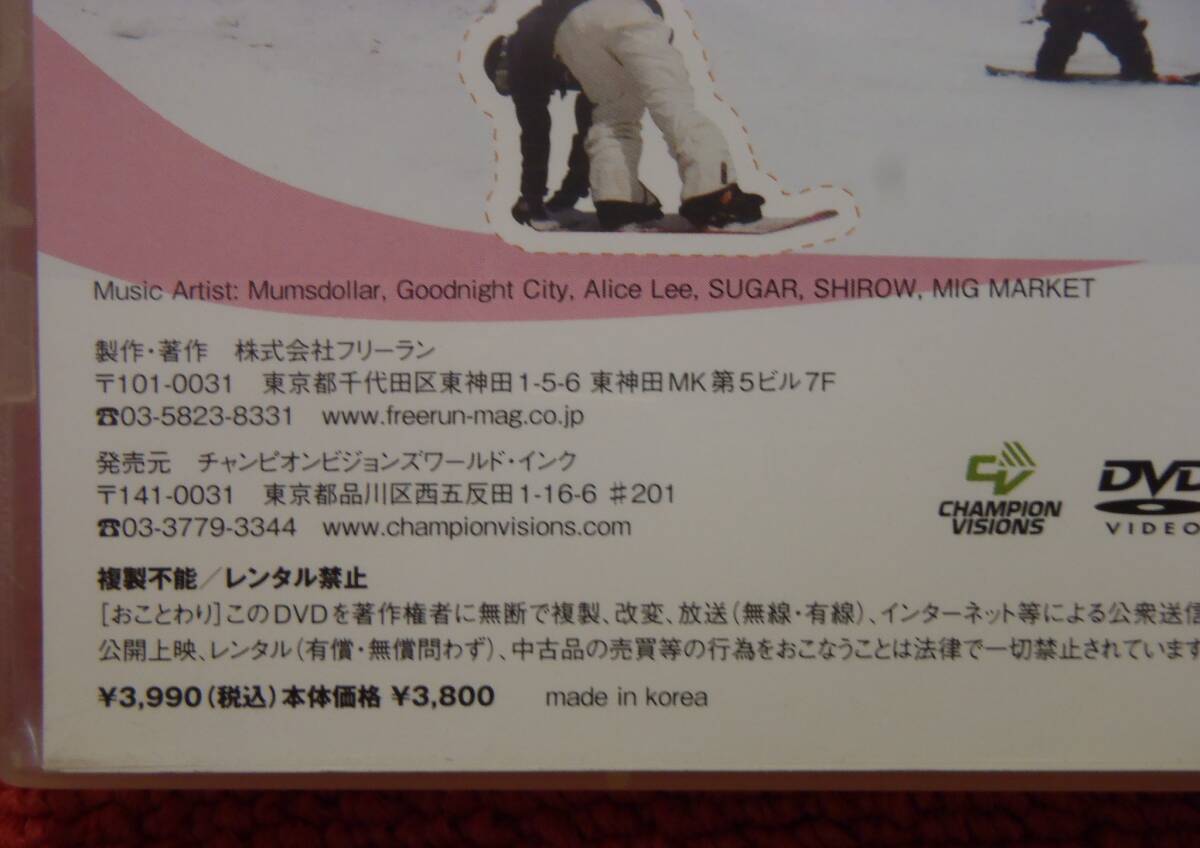 Music Artist: Mumsdollar, Goodnight City, Alice Lee, SUGAR, SHIROW, MIG MARKET
製作・著作　株式会社フリーラン
〒101-0031　東京都千代田区東神田1-5-6 東神田MK第5ビル7F
☎03-5823-8331　www.freerun-mag.co.jp
発売元　チャンピオンビジョンズワールド・インク
〒141-0031　東京都品川区西五反田1-16-6 ♯201
☎03-3779-3344　www.championvisions.com
CHAMPION
VISIONS
DVD
VIDEO
複製不能／レンタル禁止
[おことわり]このDVDを著作権者に無断で複製、改変、放送(無線・有線)、インターネット等による公衆送信
公開上映、レンタル(有償・無償問わず)、中古品の売買等の行為をおこなうことは法律で一切禁止されています
¥3,990(税込)本体価格 ¥3,800　made in korea